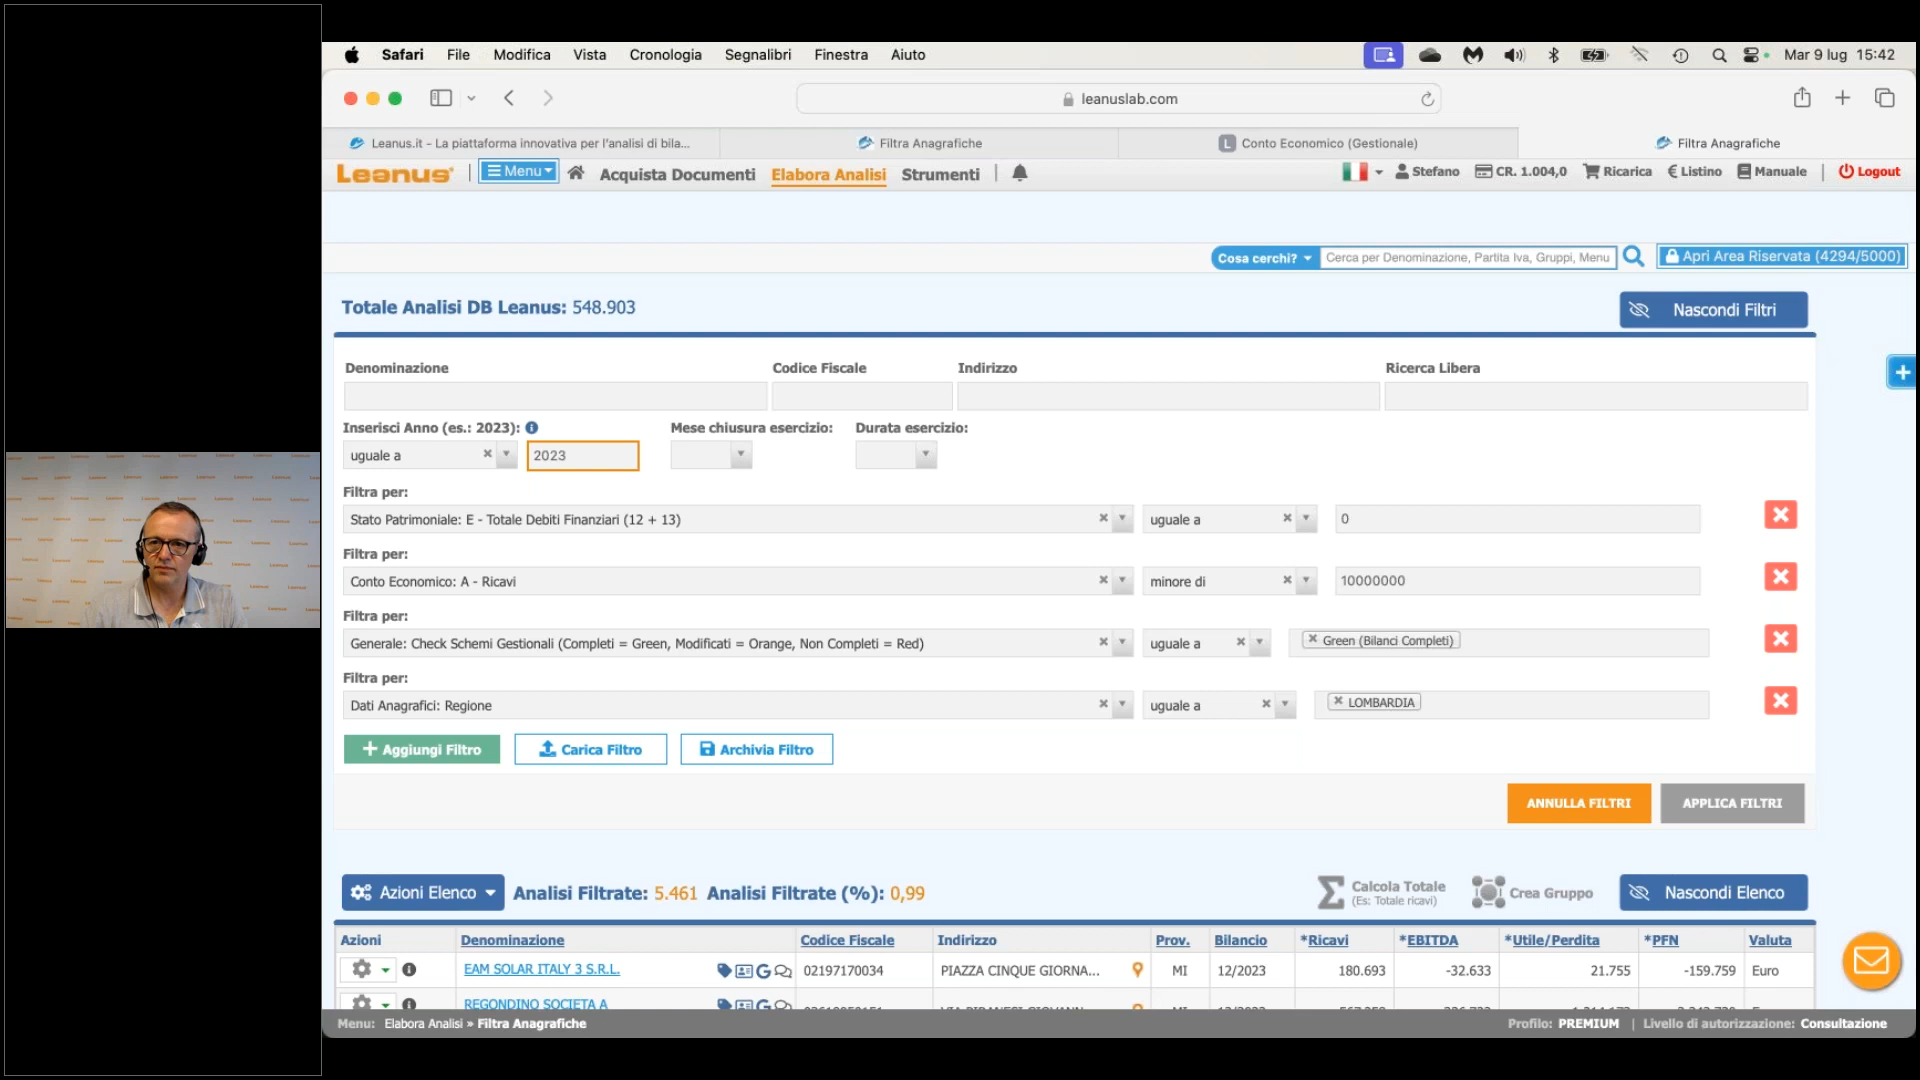 Safari File Modifica Vista Cronologia Segnalibri Finestra Aiuto Mar 9 lug 15:42
leanuslab.com
Leanus.it - La piattaforma innovativa per l'analisi di bila... Filtra Anagrafiche L Conto Economico (Gestionale) Filtra Anagrafiche
Leanus | Menu Acquista Documenti Elabora Analisi Strumenti | Stefano CR. 1.004,0 Ricarica € Listino Manuale | Logout
Cosa cerchi? Cerca per Denominazione, Partita Iva, Gruppi, Menu Apri Area Riservata (4294/5000)
Totale Analisi DB Leanus: 548.903 Nascondi Filtri
Denominazione Codice Fiscale Indirizzo Ricerca Libera
Inserisci Anno (es.: 2023): Mese chiusura esercizio: Durata esercizio:
uguale a 2023
Filtra per:
Stato Patrimoniale: E - Totale Debiti Finanziari (12 + 13) uguale a 0
Filtra per:
Conto Economico: A - Ricavi minore di 10000000
Filtra per:
Generale: Check Schemi Gestionali (Completi = Green, Modificati = Orange, Non Completi = Red) uguale a Green (Bilanci Completi)
Filtra per:
Dati Anagrafici: Regione uguale a LOMBARDIA
Aggiungi Filtro Carica Filtro Archivia Filtro
ANNULLA FILTRI APPLICA FILTRI
Azioni Elenco Analisi Filtrate: 5.461 Analisi Filtrate (%): 0,99 Calcola Totale (Es: Totale ricavi) Crea Gruppo Nascondi Elenco
Azioni Denominazione Codice Fiscale Indirizzo Prov. Bilancio *Ricavi *EBITDA *Utile/Perdita *PFN Valuta
EAM SOLAR ITALY 3 S.R.L. 02197170034 PIAZZA CINQUE GIORNA... MI 12/2023 180.693 -32.633 21.755 -159.759 Euro
REGONDINO SOCIETA A
Menu: Elabora Analisi » Filtra Anagrafiche Profilo: PREMIUM | Livello di autorizzazione: Consultazione